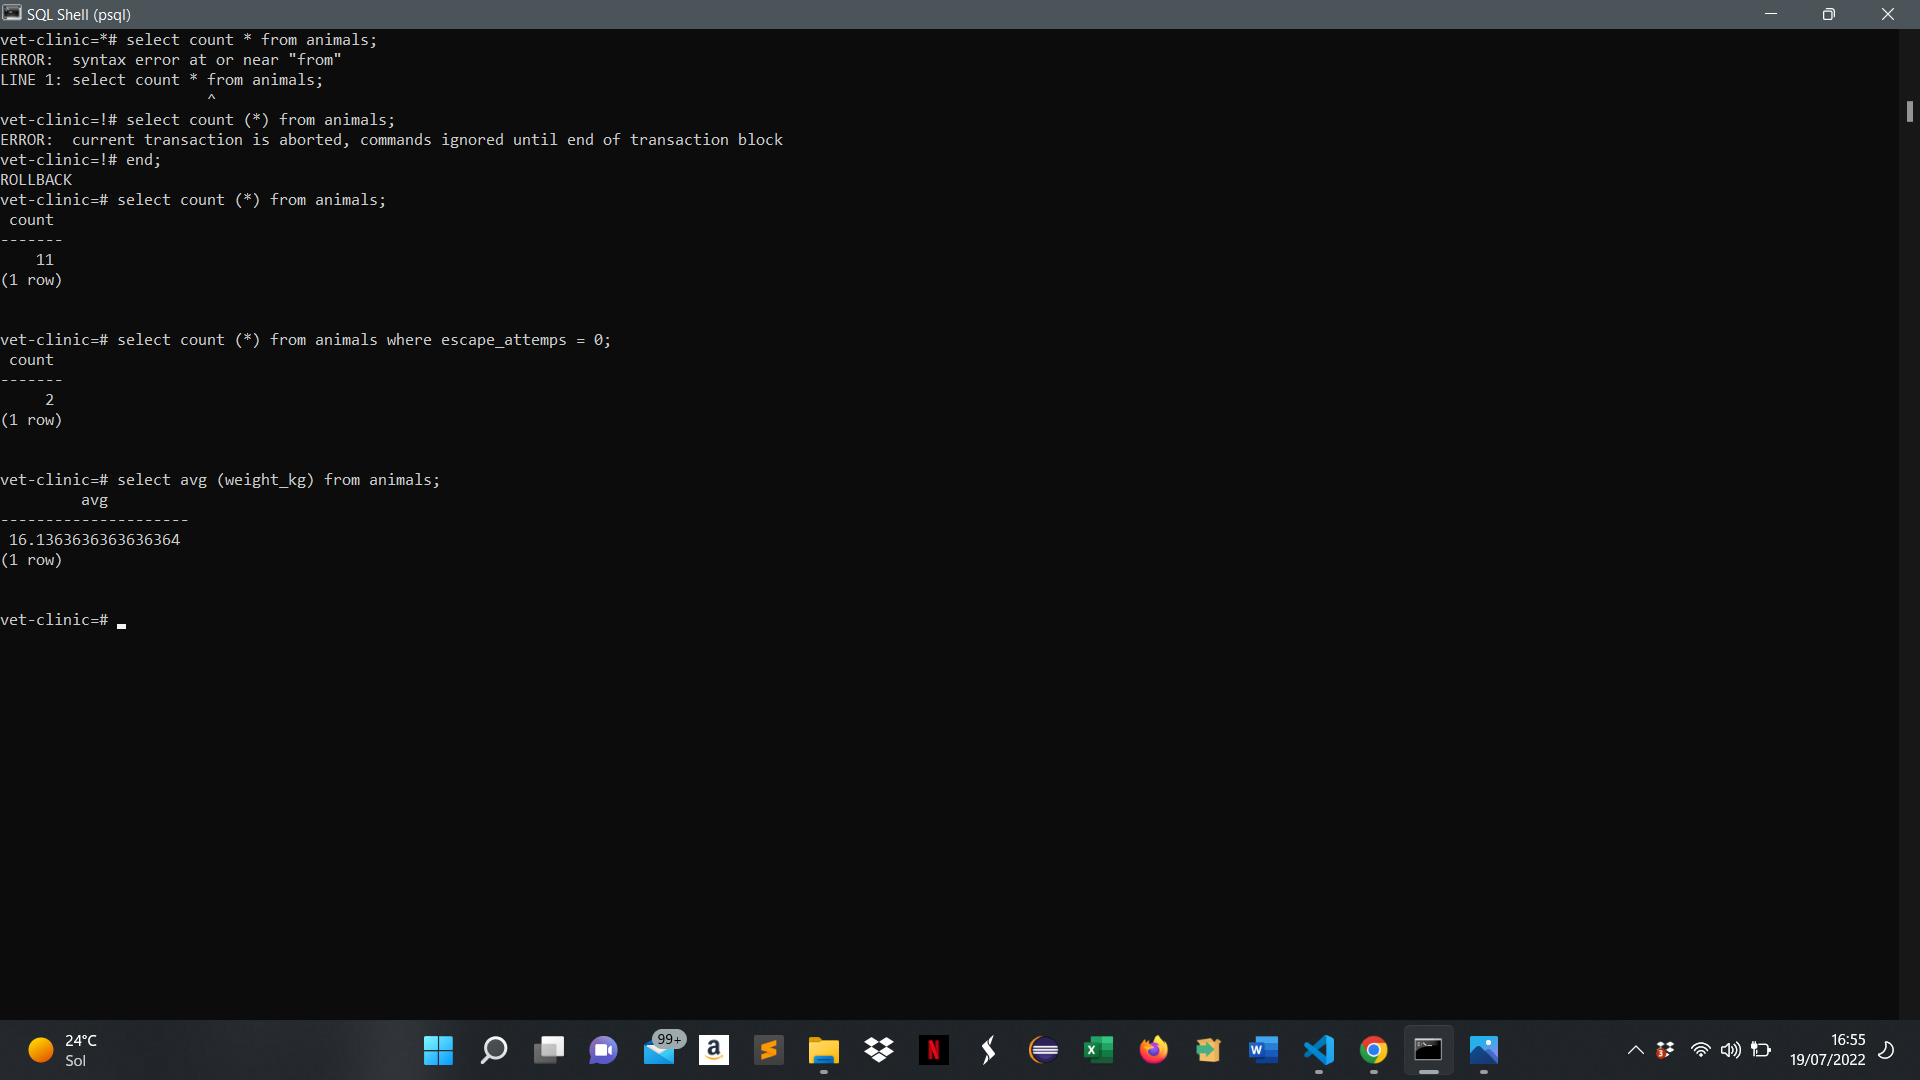 SQL Shell (psql)
vet-clinic=*# select count * from animals;
ERROR:  syntax error at or near "from"
LINE 1: select count * from animals;
                       ^
vet-clinic=!# select count (*) from animals;
ERROR:  current transaction is aborted, commands ignored until end of transaction block
vet-clinic=!# end;
ROLLBACK
vet-clinic=# select count (*) from animals;
 count
-------
    11
(1 row)
vet-clinic=# select count (*) from animals where escape_attemps = 0;
 count
-------
     2
(1 row)
vet-clinic=# select avg (weight_kg) from animals;
         avg
---------------------
 16.1363636363636364
(1 row)
vet-clinic=#
24°C
Sol
99+
a
N
W
3
16:55
19/07/2022